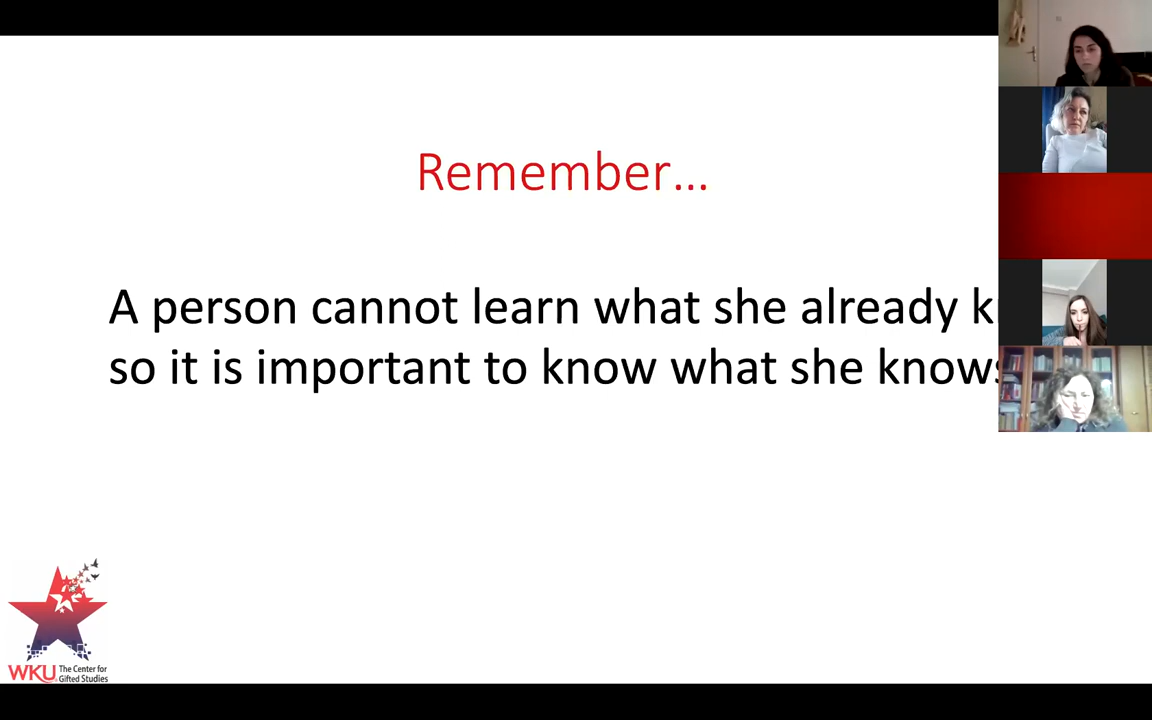 Remember…
A person cannot learn what she already
so it is important to know what she knows
WKU The Center for
Gifted Studies